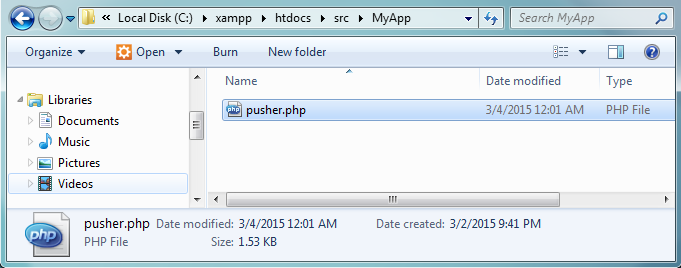 Local Disk (C:) xampp htdocs src MyApp Search MyApp
Organize Open Burn New folder
Name Date modified Type
Libraries
Documents
Music
Pictures
Videos
php pusher.php 3/4/2015 12:01 AM PHP File
php
pusher.php Date modified: 3/4/2015 12:01 AM Date created: 3/2/2015 9:41 PM
PHP File Size: 1.53 KB